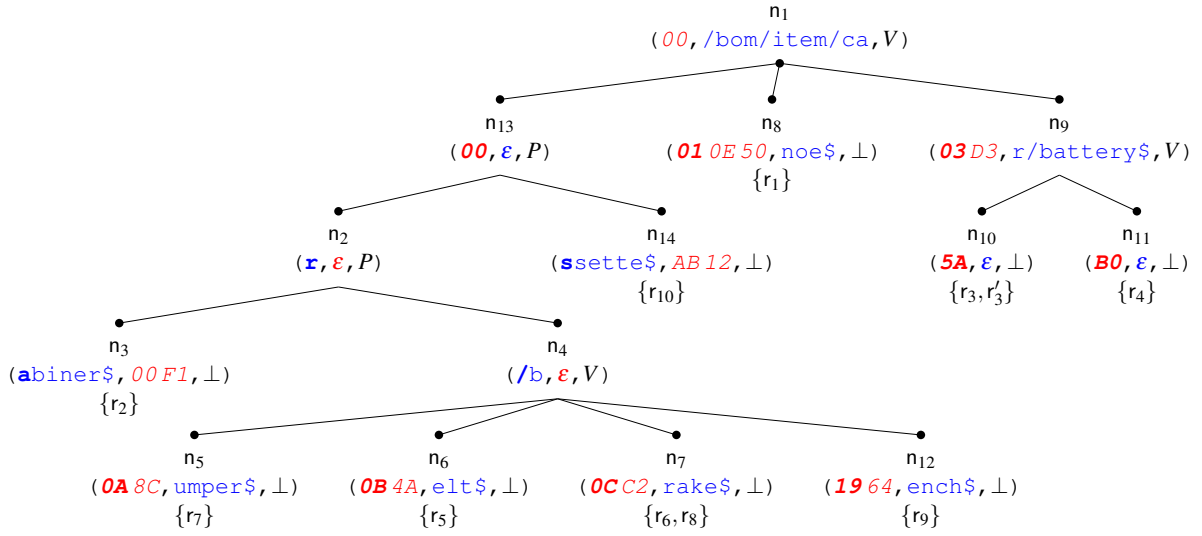 n1
(00, /bom/item/ca, V)
n13 n8 n9
(00, ε, P) (01 0E 50, noe$, ⊥) (03 D3, r/battery$, V)
{r1}
n2 n14 n10 n11
(r, ε, P) (ssette$, AB 12, ⊥) (5A, ε, ⊥) (B0, ε, ⊥)
{r10} {r3, r′3} {r4}
n3 n4
(abiner$, 00 F1, ⊥) (/b, ε, V)
{r2}
n5 n6 n7 n12
(0A 8C, umper$, ⊥) (0B 4A, elt$, ⊥) (0C C2, rake$, ⊥) (19 64, ench$, ⊥)
{r7} {r5} {r6, r8} {r9}